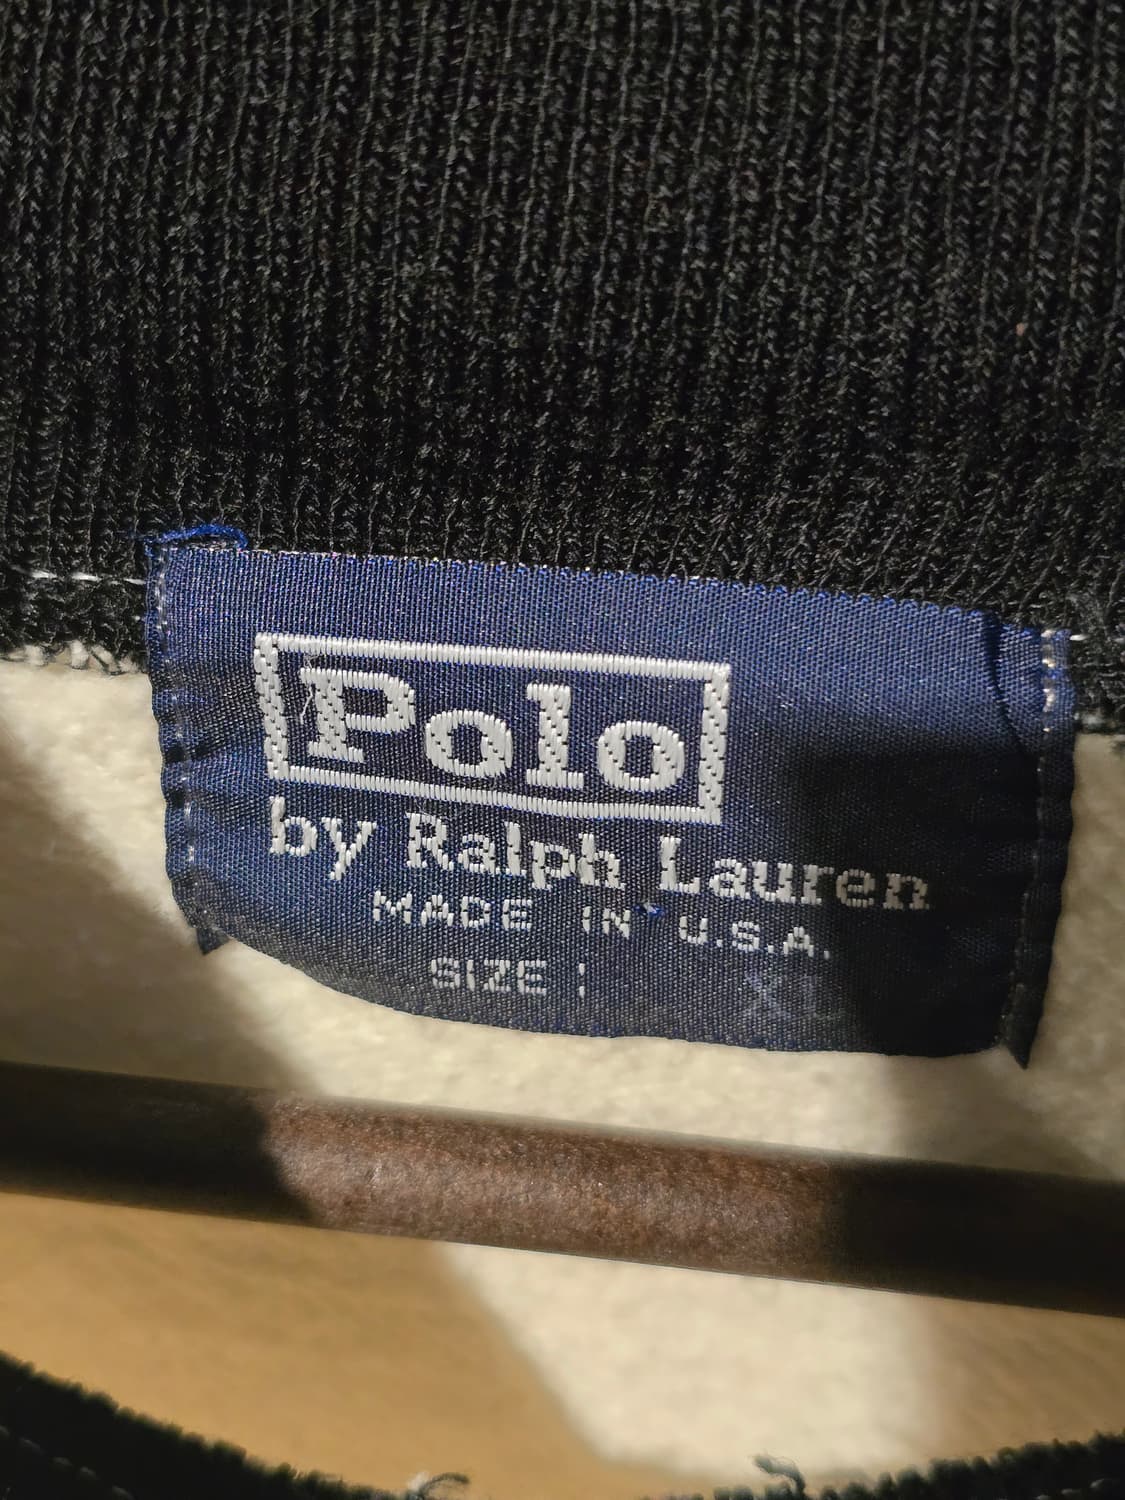 Polo
by Ralph Lauren
MADE IN U.S.A.
SIZE : XL